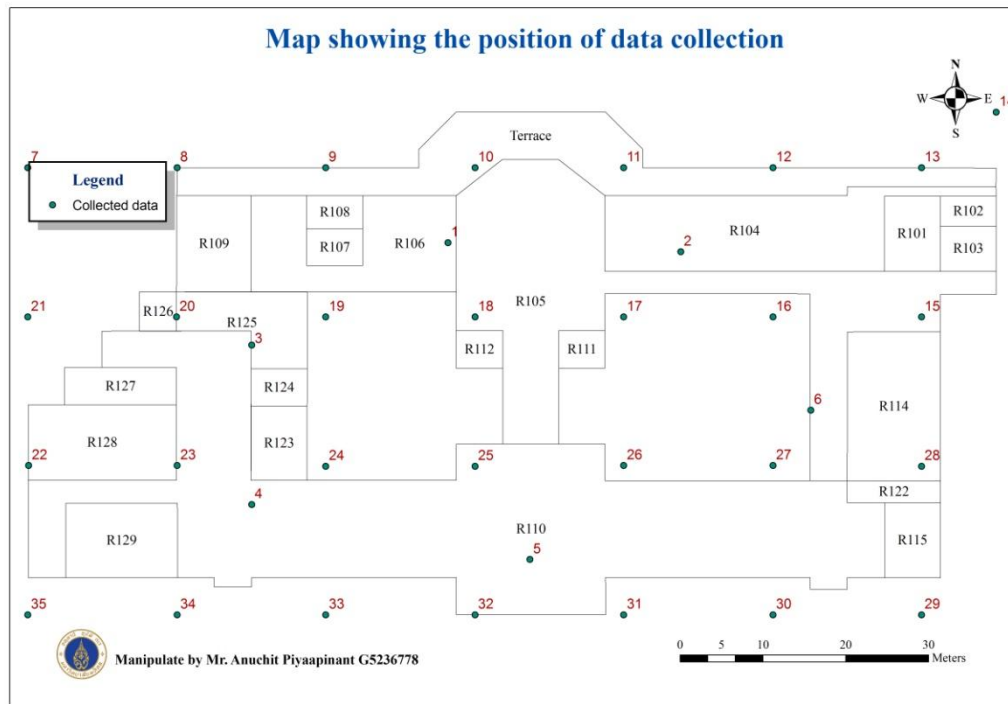 Map showing the position of data collection
N
W E
S
14
Terrace
7 8 9 10 11 12 13
Legend
Collected data
R108 R102
R109 R107 R106 1 R104 R101
2 R103
R105
21 R126 20 R125 19 18 17 16 15
3 R112 R111
R127 R124
6 R114
R128 R123
22 23 24 25 26 27 28
4 R122
R129 R110 R115
5
35 34 33 32 31 30 29
Manipulate by Mr. Anuchit Piyaapinant G5236778
0 5 10 20 30
Meters